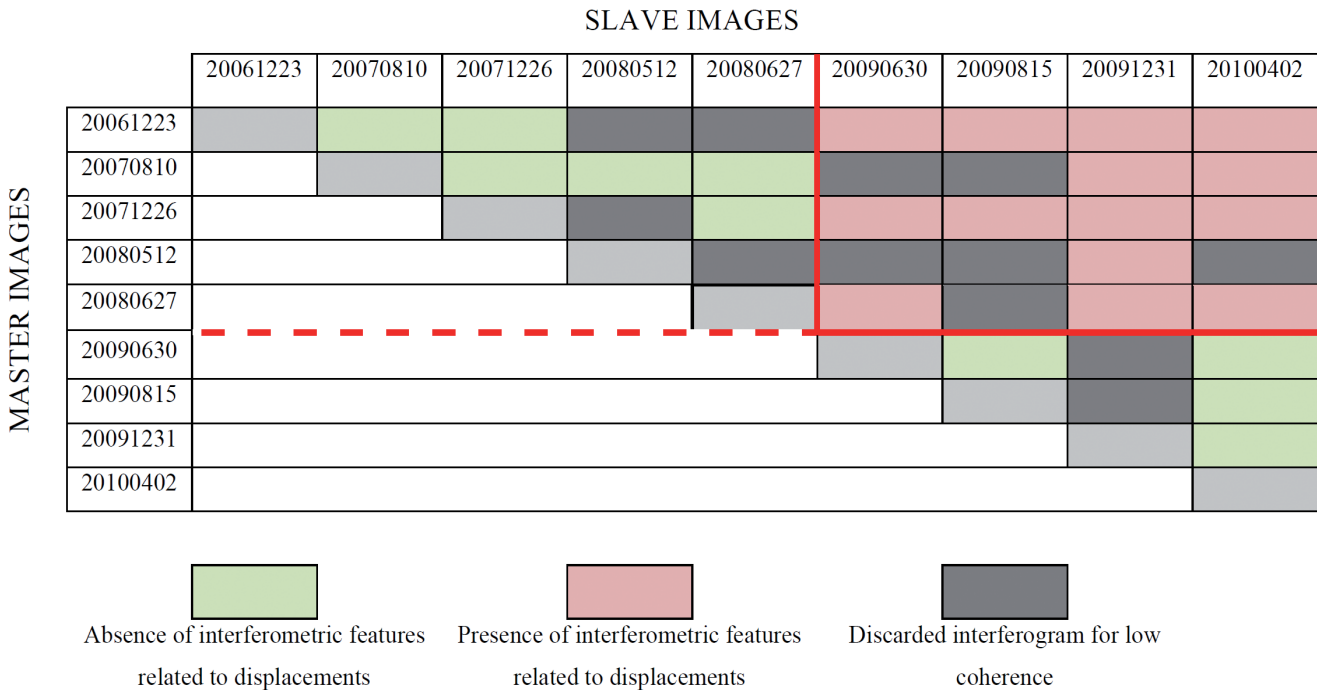 SLAVE IMAGES
20061223 20070810 20071226 20080512 20080627 20090630 20090815 20091231 20100402
MASTER IMAGES
20061223
20070810
20071226
20080512
20080627
20090630
20090815
20091231
20100402
Absence of interferometric features
related to displacements
Presence of interferometric features
related to displacements
Discarded interferogram for low
coherence